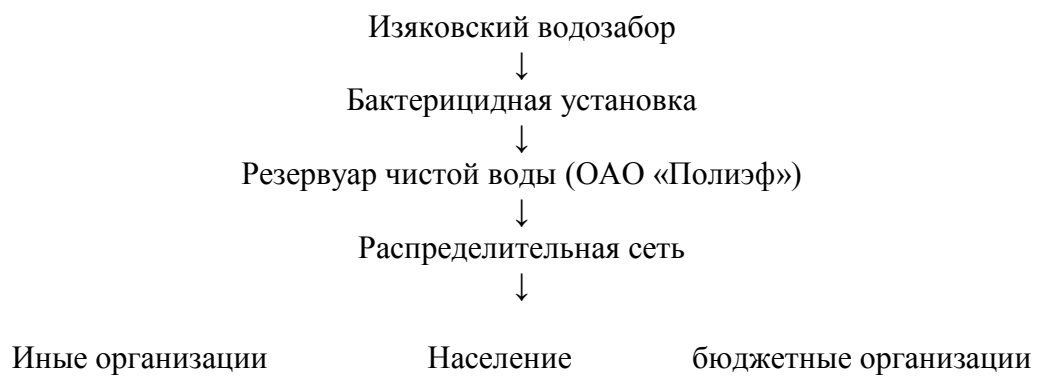 Изяковский водозабор
↓
Бактерицидная установка
↓
Резервуар чистой воды (ОАО «Полиэф»)
↓
Распределительная сеть
↓
Иные организации Население бюджетные организации